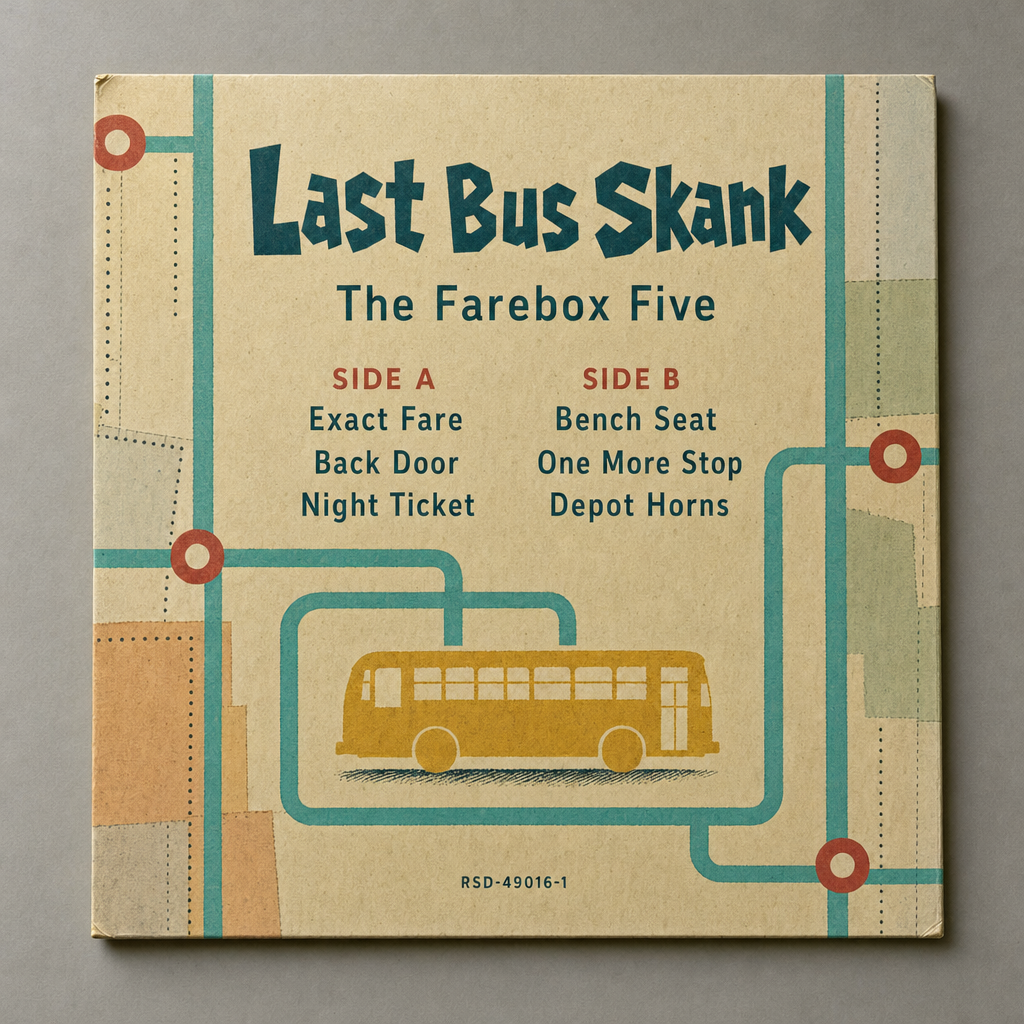 Last Bus Skank
The Farebox Five
SIDE A
Exact Fare
Back Door
Night Ticket
SIDE B
Bench Seat
One More Stop
Depot Horns
RSD-49016-1